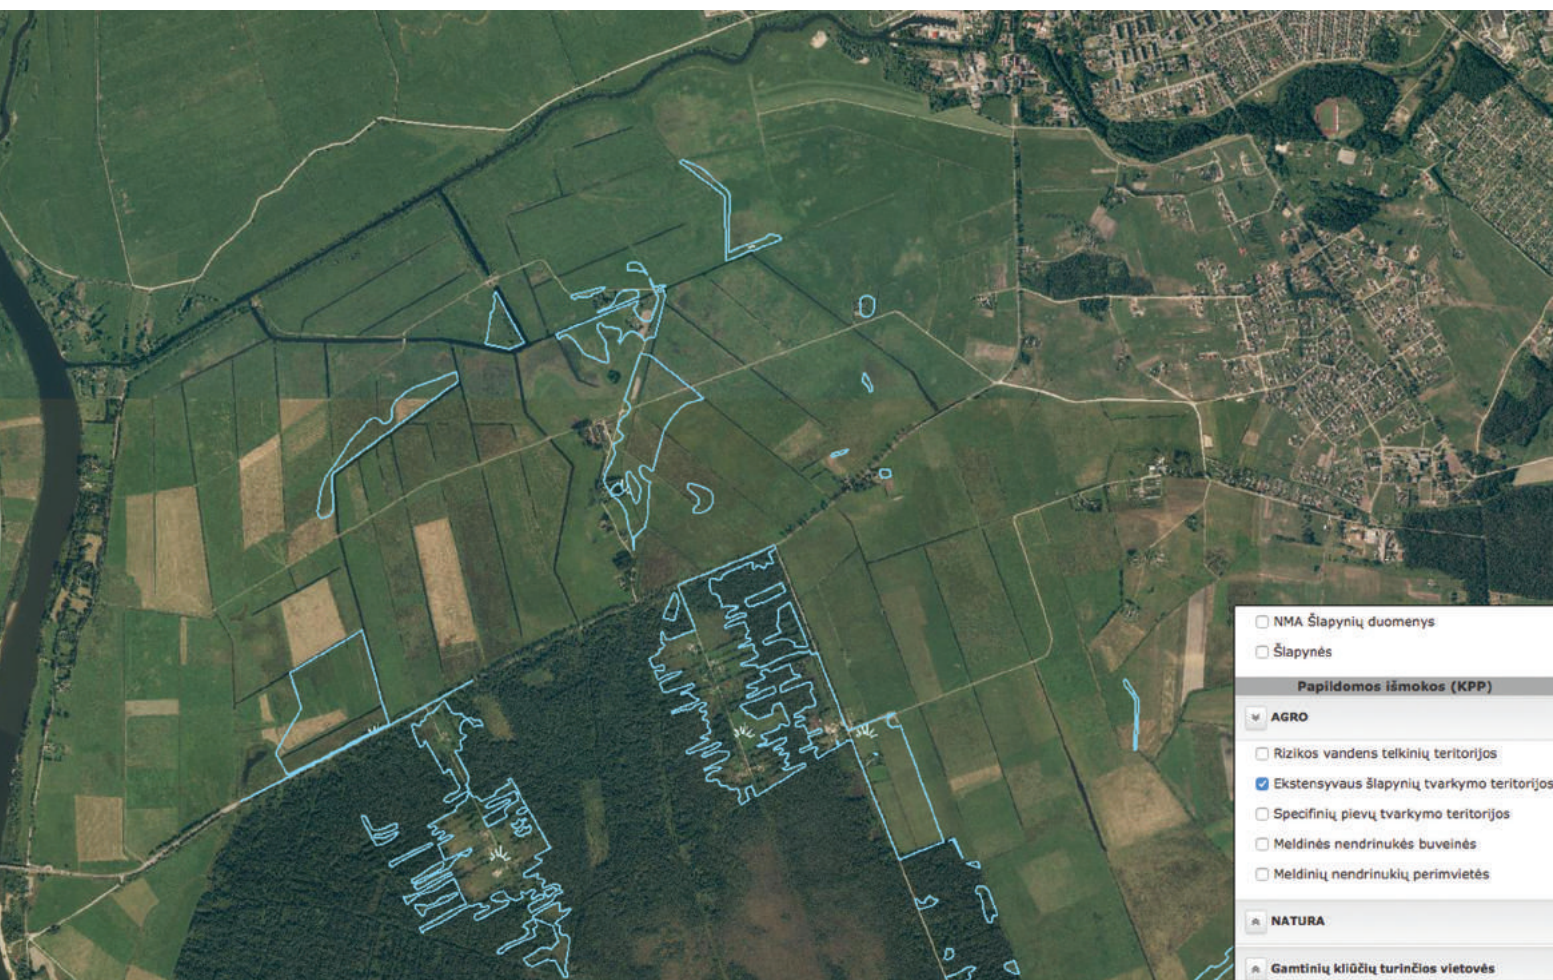 NMA Šlapynių duomenys
Šlapynės
Papildomos išmokos (KPP)
AGRO
Rizikos vandens telkinių teritorijos
Ekstensyvaus šlapynių tvarkymo teritorijos
Specifinių pievų tvarkymo teritorijos
Meldinės nendrinukės buveinės
Meldinių nendrinukių perimvietės
NATURA
Gamtinių kliūčių turinčios vietovės